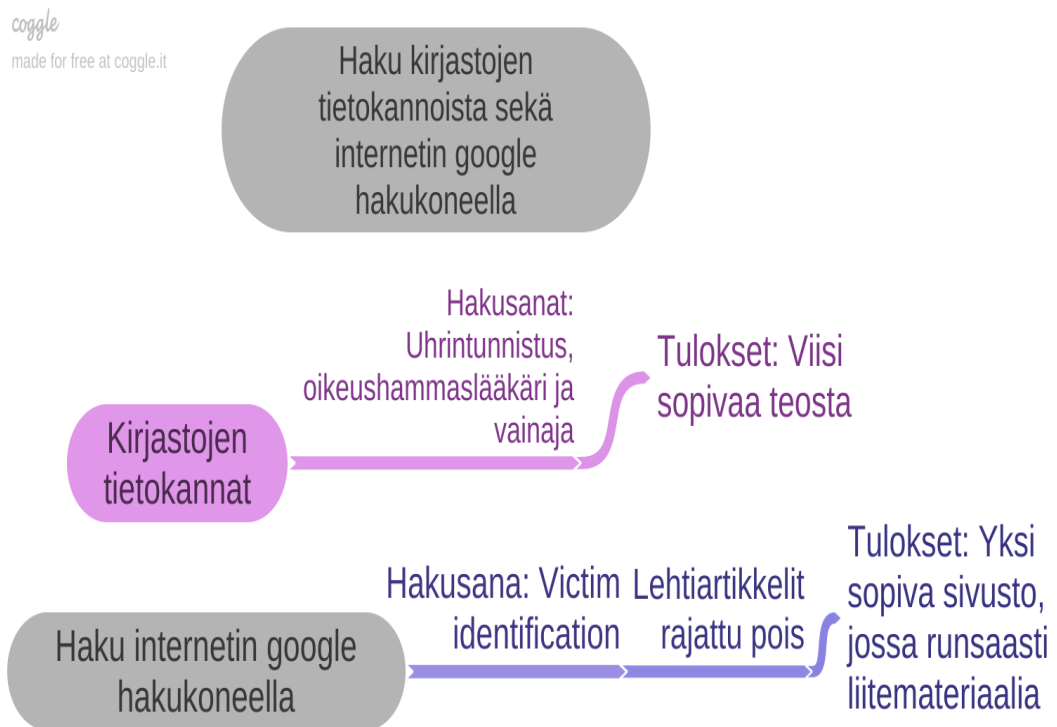 coggle
made for free at coggle.it
Haku kirjastojen
tietokannoista sekä
internetin google
hakukoneella
Hakusanat:
Uhrintunnistus,
oikeushammaslääkäri ja
vainaja
Tulokset: Viisi
sopivaa teosta
Kirjastojen
tietokannat
Hakusana: Victim
identification
Lehtiartikkelit
rajattu pois
Tulokset: Yksi
sopiva sivusto,
jossa runsaasti
liitemateriaalia
Haku internetin google
hakukoneella